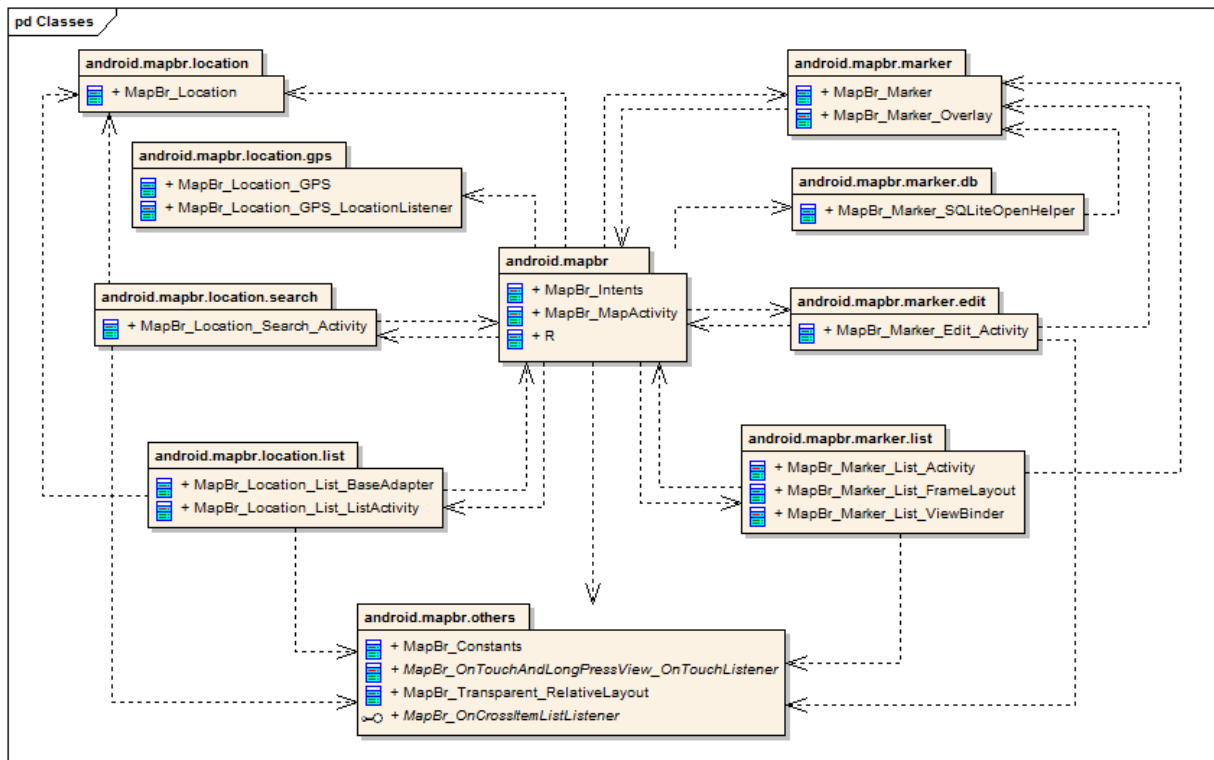 pd Classes
android.mapbr.location
+ MapBr_Location
android.mapbr.marker
+ MapBr_Marker
+ MapBr_Marker_Overlay
android.mapbr.location.gps
+ MapBr_Location_GPS
+ MapBr_Location_GPS_LocationListener
android.mapbr.marker.db
+ MapBr_Marker_SQLiteOpenHelper
android.mapbr
+ MapBr_Intents
+ MapBr_MapActivity
+ R
android.mapbr.location.search
+ MapBr_Location_Search_Activity
android.mapbr.marker.edit
+ MapBr_Marker_Edit_Activity
android.mapbr.location.list
+ MapBr_Location_List_BaseAdapter
+ MapBr_Location_List_ListActivity
android.mapbr.marker.list
+ MapBr_Marker_List_Activity
+ MapBr_Marker_List_FrameLayout
+ MapBr_Marker_List_ViewBinder
android.mapbr.others
+ MapBr_Constants
+ MapBr_OnTouchAndLongPressView_OnTouchListener
+ MapBr_Transparent_RelativeLayout
+ MapBr_OnCrossItemListListener